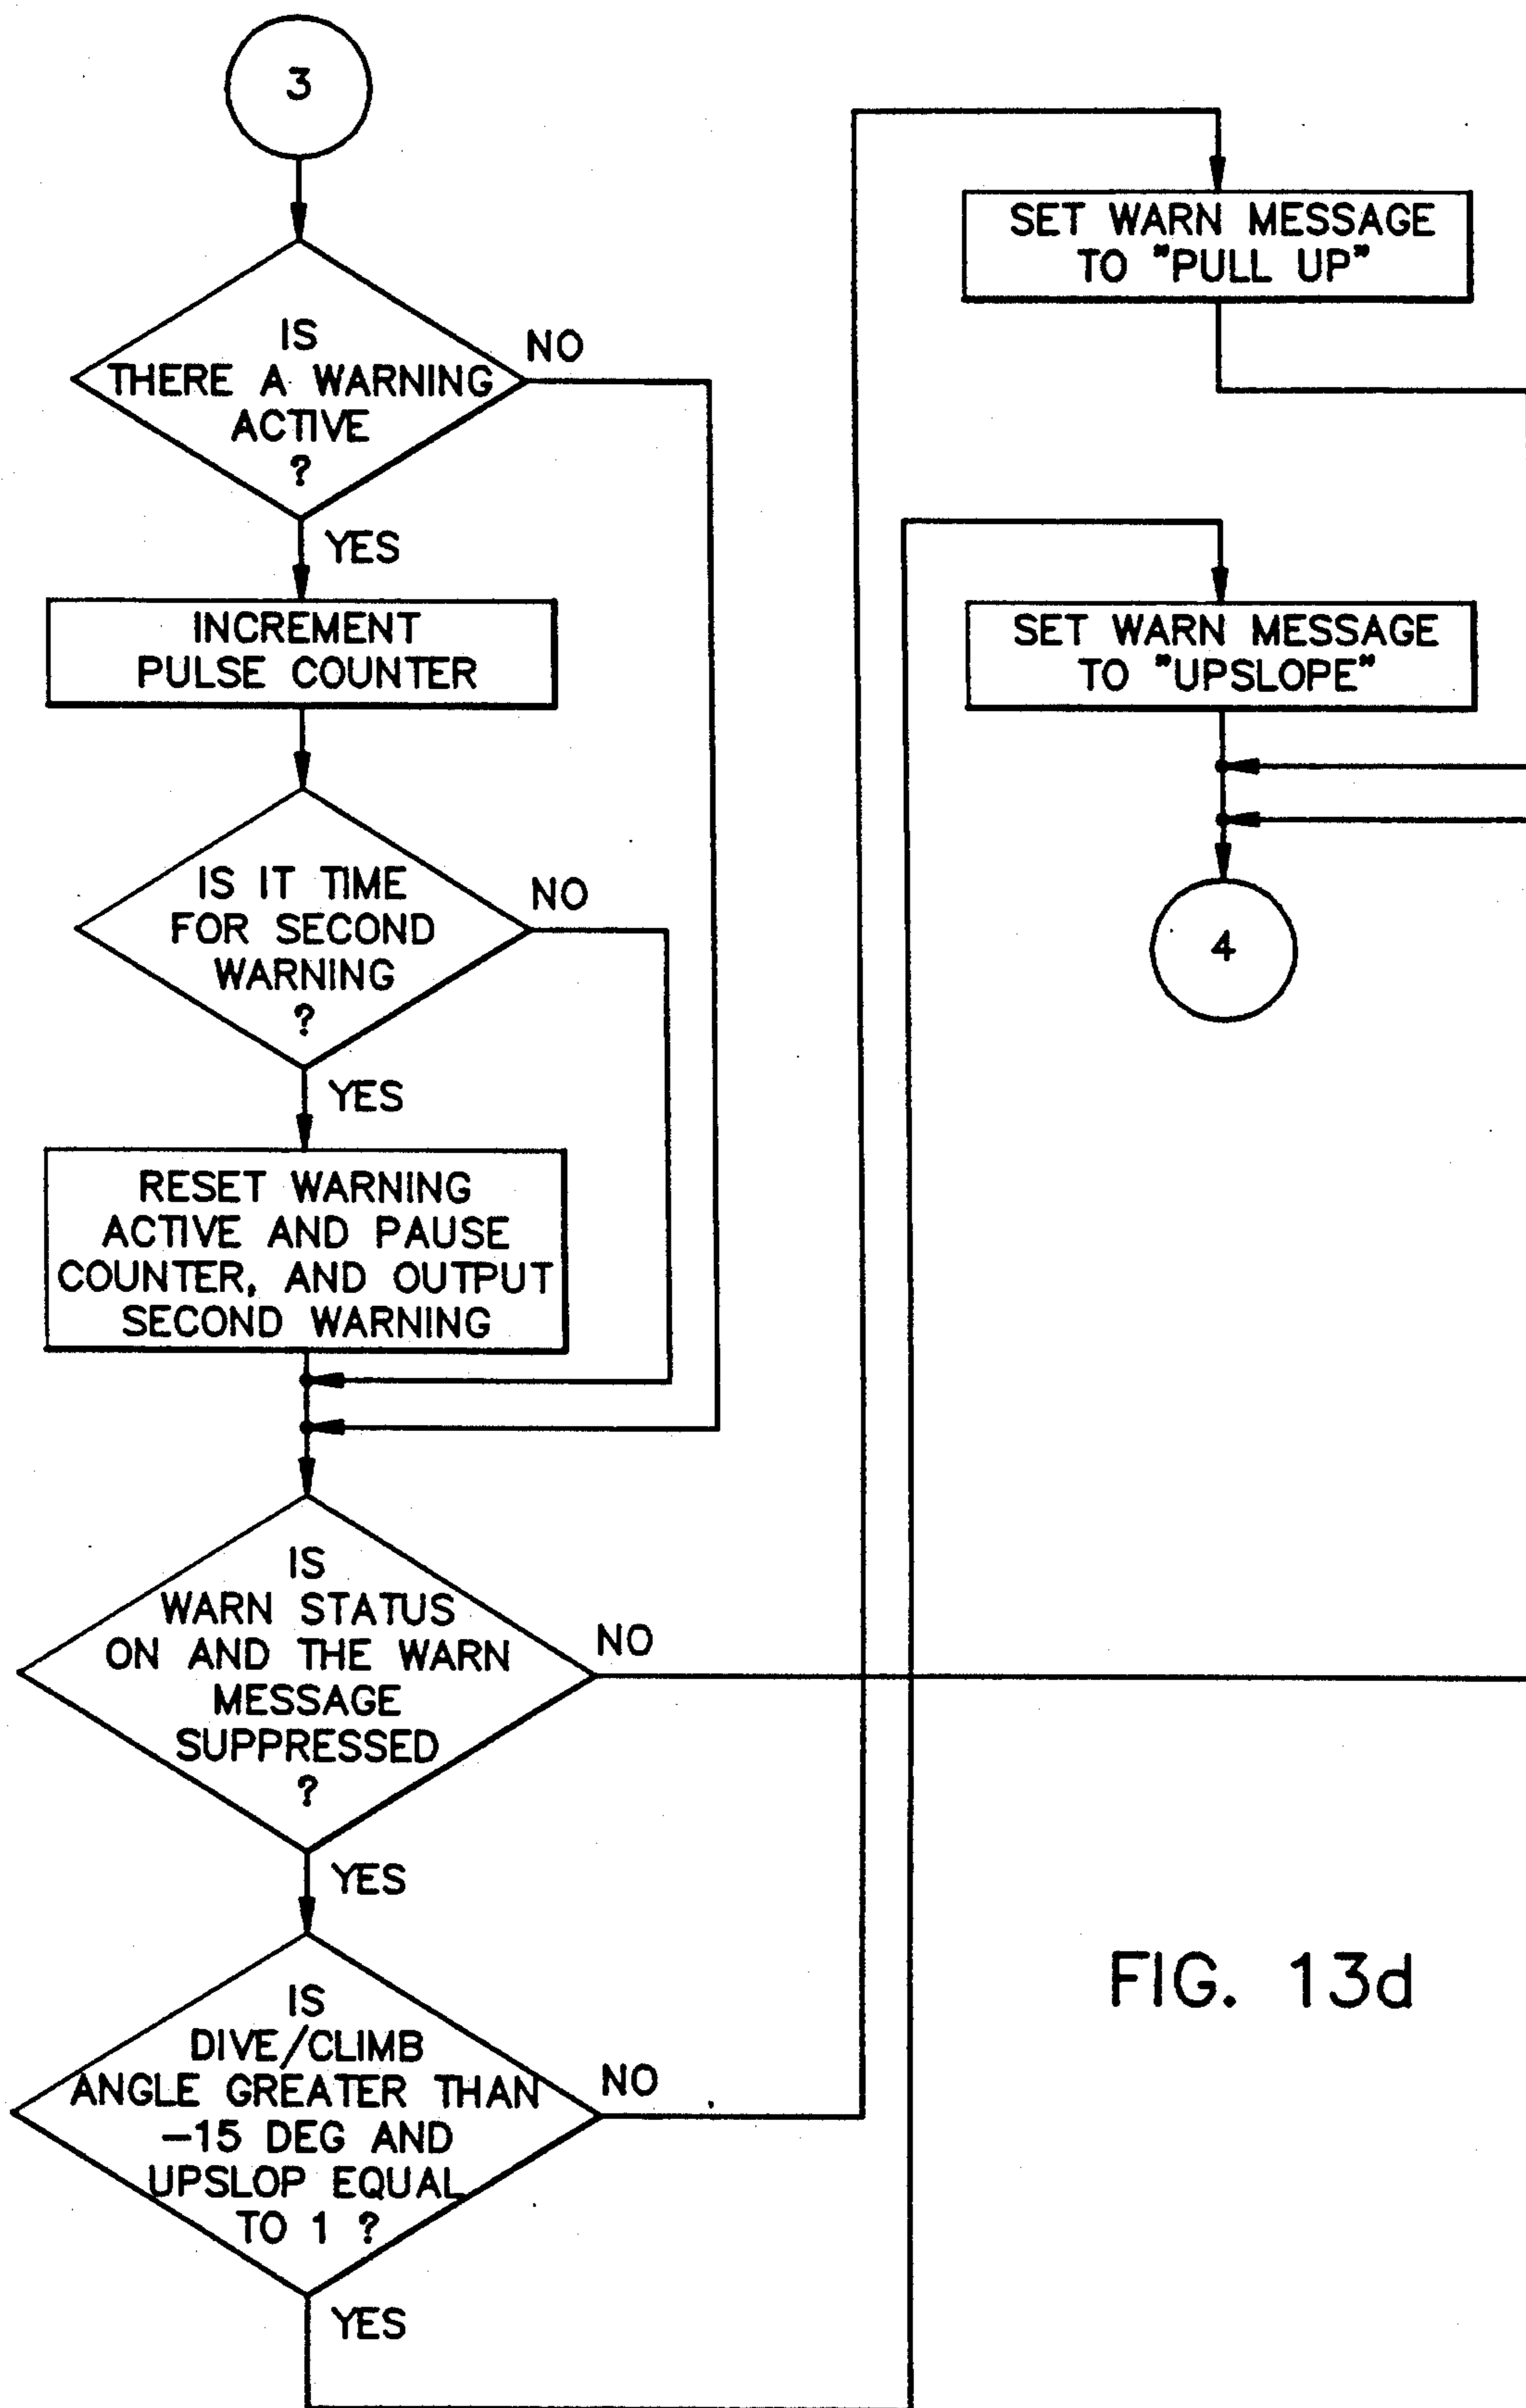 3
IS
THERE A WARNING
ACTIVE
?
NO
YES
INCREMENT
PULSE COUNTER
IS IT TIME
FOR SECOND
WARNING
?
NO
YES
RESET WARNING
ACTIVE AND PAUSE
COUNTER, AND OUTPUT
SECOND WARNING
IS
WARN STATUS
ON AND THE WARN
MESSAGE
SUPPRESSED
?
NO
YES
IS
DIVE/CLIMB
ANGLE GREATER THAN
-15 DEG AND
UPSLOP EQUAL
TO 1 ?
NO
YES
SET WARN MESSAGE
TO "PULL UP"
SET WARN MESSAGE
TO "UPSLOPE"
4
FIG. 13d